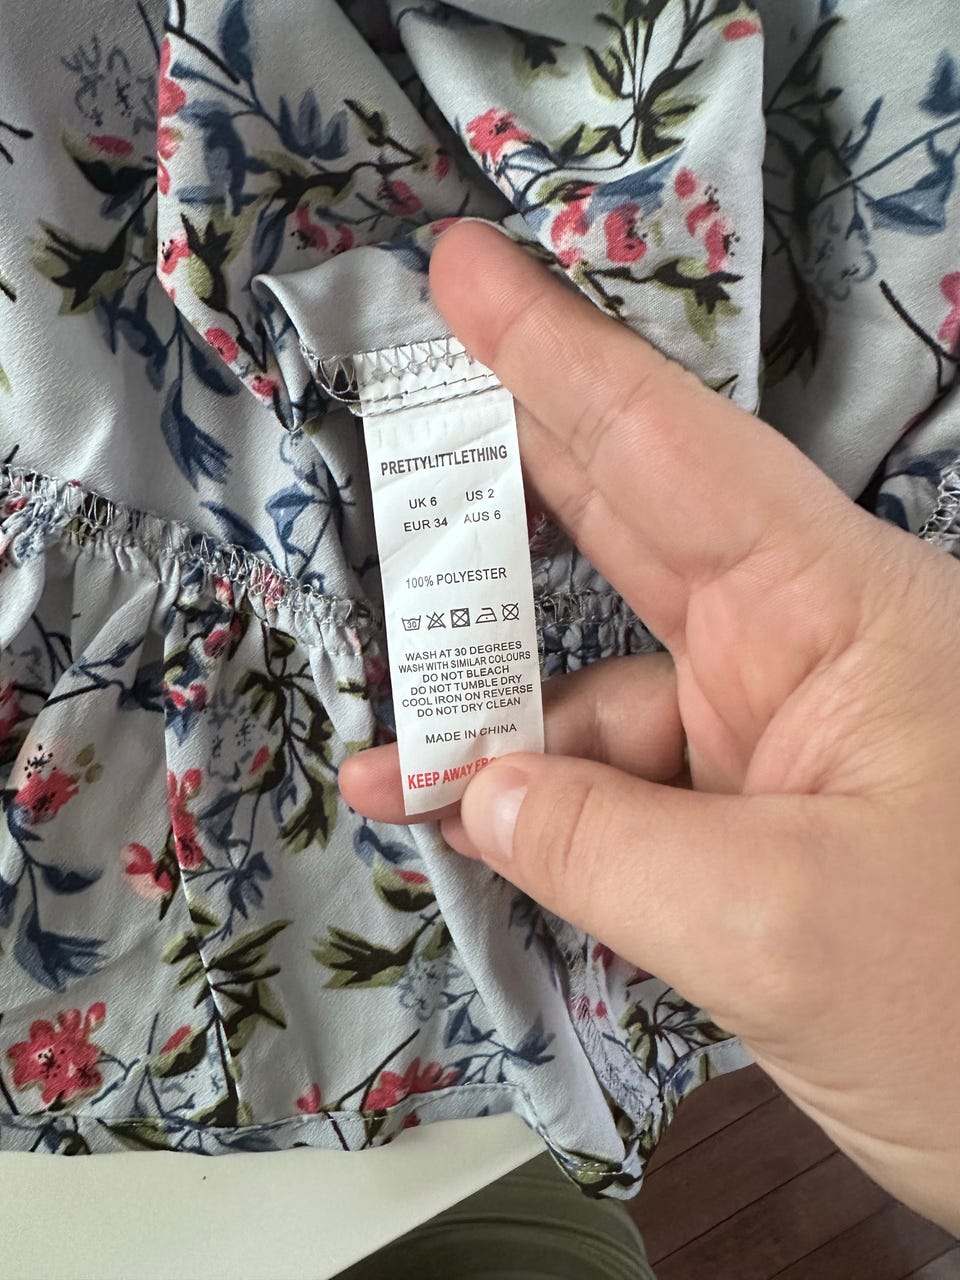 PRETTYLITTLETHING
UK 6 US 2
EUR 34 AUS 6
100% POLYESTER
30
WASH AT 30 DEGREES
WASH WITH SIMILAR COLOURS
DO NOT BLEACH
DO NOT TUMBLE DRY
COOL IRON ON REVERSE
DO NOT DRY CLEAN
MADE IN CHINA
KEEP AWAY